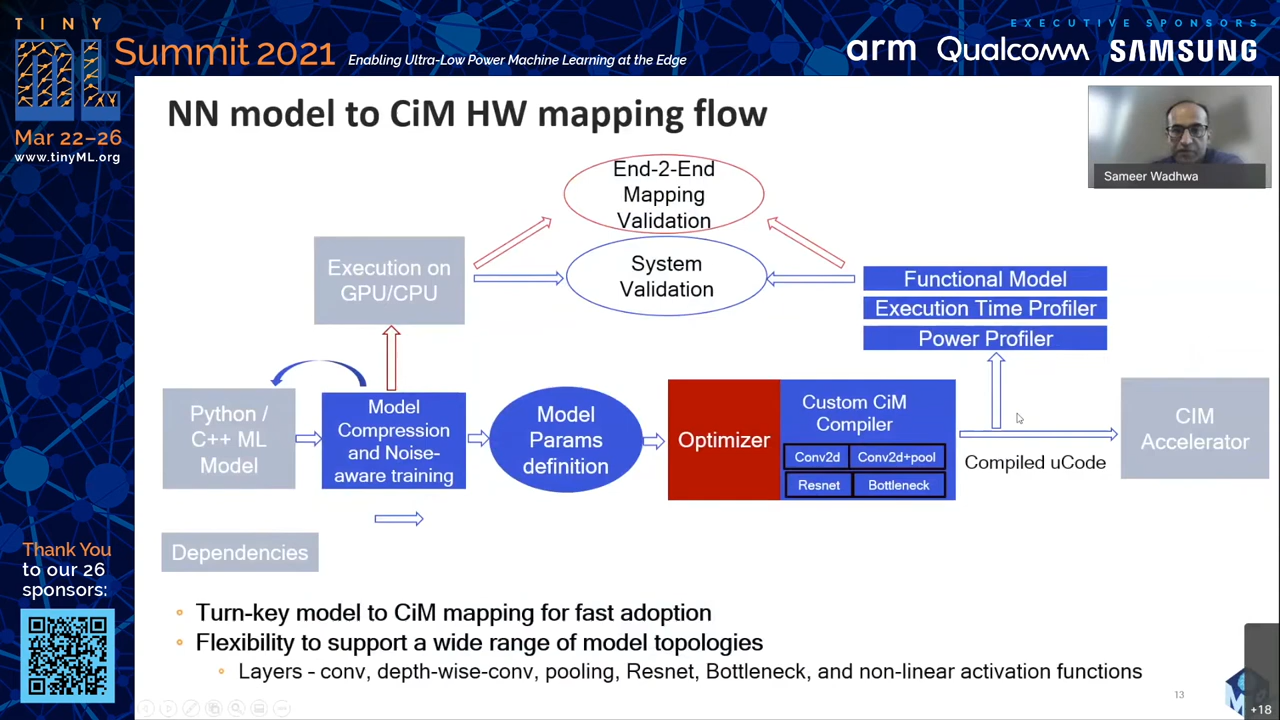 TINY
ML
Summit 2021
Enabling Ultra-Low Power Machine Learning at the Edge
EXECUTIVE SPONSORS
arm Qualcomm SAMSUNG
Mar 22–26
www.tinyML.org
NN model to CiM HW mapping flow
Sameer Wadhwa
End-2-End
Mapping
Validation
Execution on
GPU/CPU
System
Validation
Functional Model
Execution Time Profiler
Power Profiler
Python /
C++ ML
Model
Model
Compression
and Noise-
aware training
Model
Params
definition
Optimizer
Custom CiM
Compiler
Conv2d
Conv2d+pool
Resnet
Bottleneck
Compiled uCode
CIM
Accelerator
Dependencies
Thank You
to our 26
sponsors:
Turn-key model to CiM mapping for fast adoption
Flexibility to support a wide range of model topologies
Layers - conv, depth-wise-conv, pooling, Resnet, Bottleneck, and non-linear activation functions
13
+18